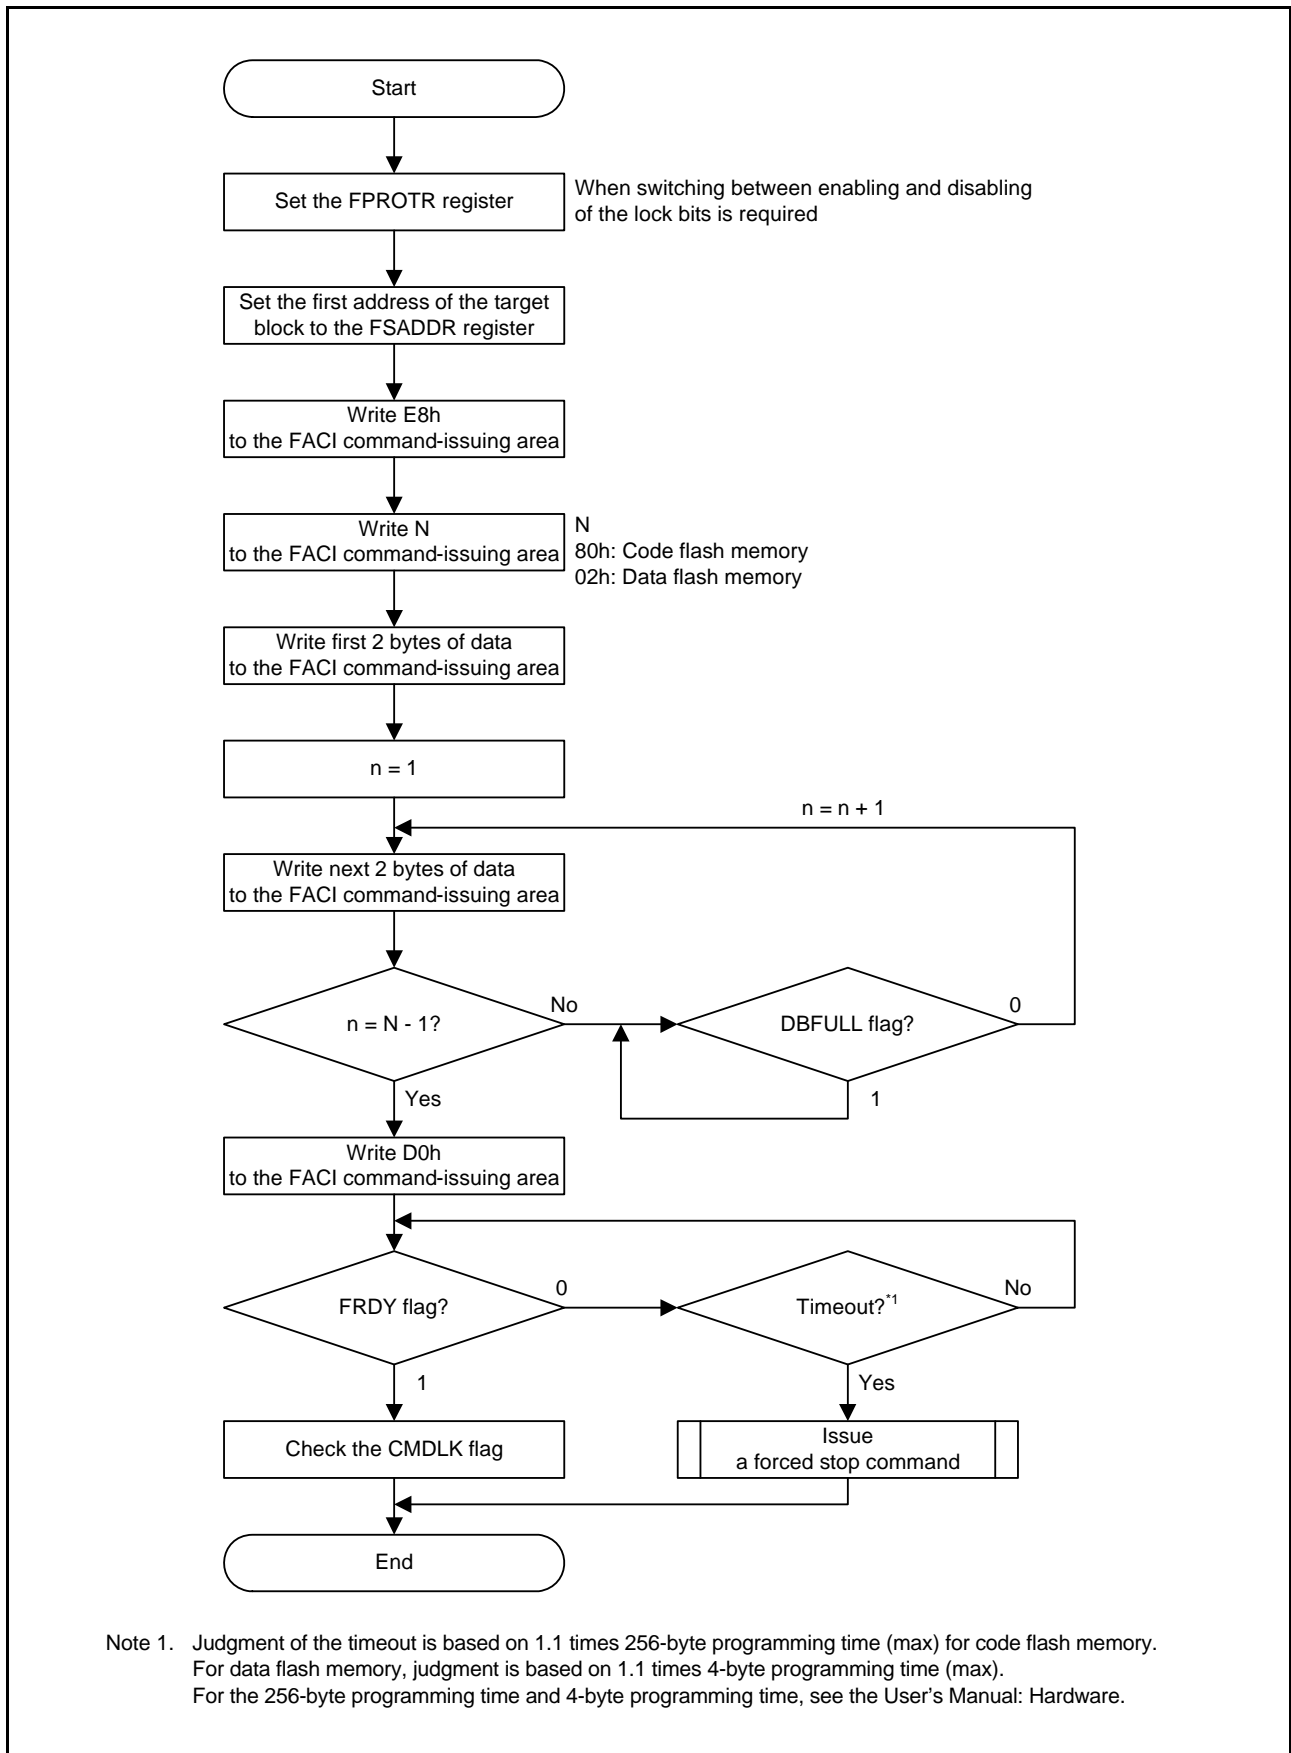 Start
Set the FPROTR register
When switching between enabling and disabling
of the lock bits is required
Set the first address of the target
block to the FSADDR register
Write E8h
to the FACI command-issuing area
Write N
to the FACI command-issuing area
N
80h: Code flash memory
02h: Data flash memory
Write first 2 bytes of data
to the FACI command-issuing area
n = 1
n = n + 1
Write next 2 bytes of data
to the FACI command-issuing area
n = N - 1?
No
DBFULL flag?
0
Yes
1
Write D0h
to the FACI command-issuing area
FRDY flag?
0
Timeout?*1
No
1
Yes
Check the CMDLK flag
Issue
a forced stop command
End
Note 1. Judgment of the timeout is based on 1.1 times 256-byte programming time (max) for code flash memory.
For data flash memory, judgment is based on 1.1 times 4-byte programming time (max).
For the 256-byte programming time and 4-byte programming time, see the User's Manual: Hardware.